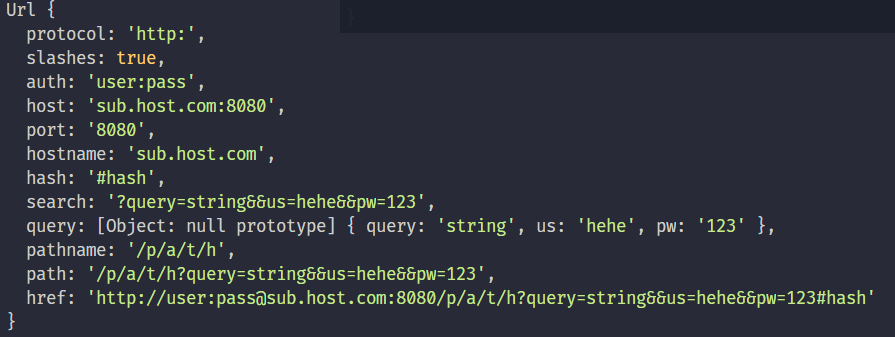 Url {
  protocol: 'http:',
  slashes: true,
  auth: 'user:pass',
  host: 'sub.host.com:8080',
  port: '8080',
  hostname: 'sub.host.com',
  hash: '#hash',
  search: '?query=string&&us=hehe&&pw=123',
  query: [Object: null prototype] { query: 'string', us: 'hehe', pw: '123' },
  pathname: '/p/a/t/h',
  path: '/p/a/t/h?query=string&&us=hehe&&pw=123',
  href: 'http://user:pass@sub.host.com:8080/p/a/t/h?query=string&&us=hehe&&pw=123#hash'
}